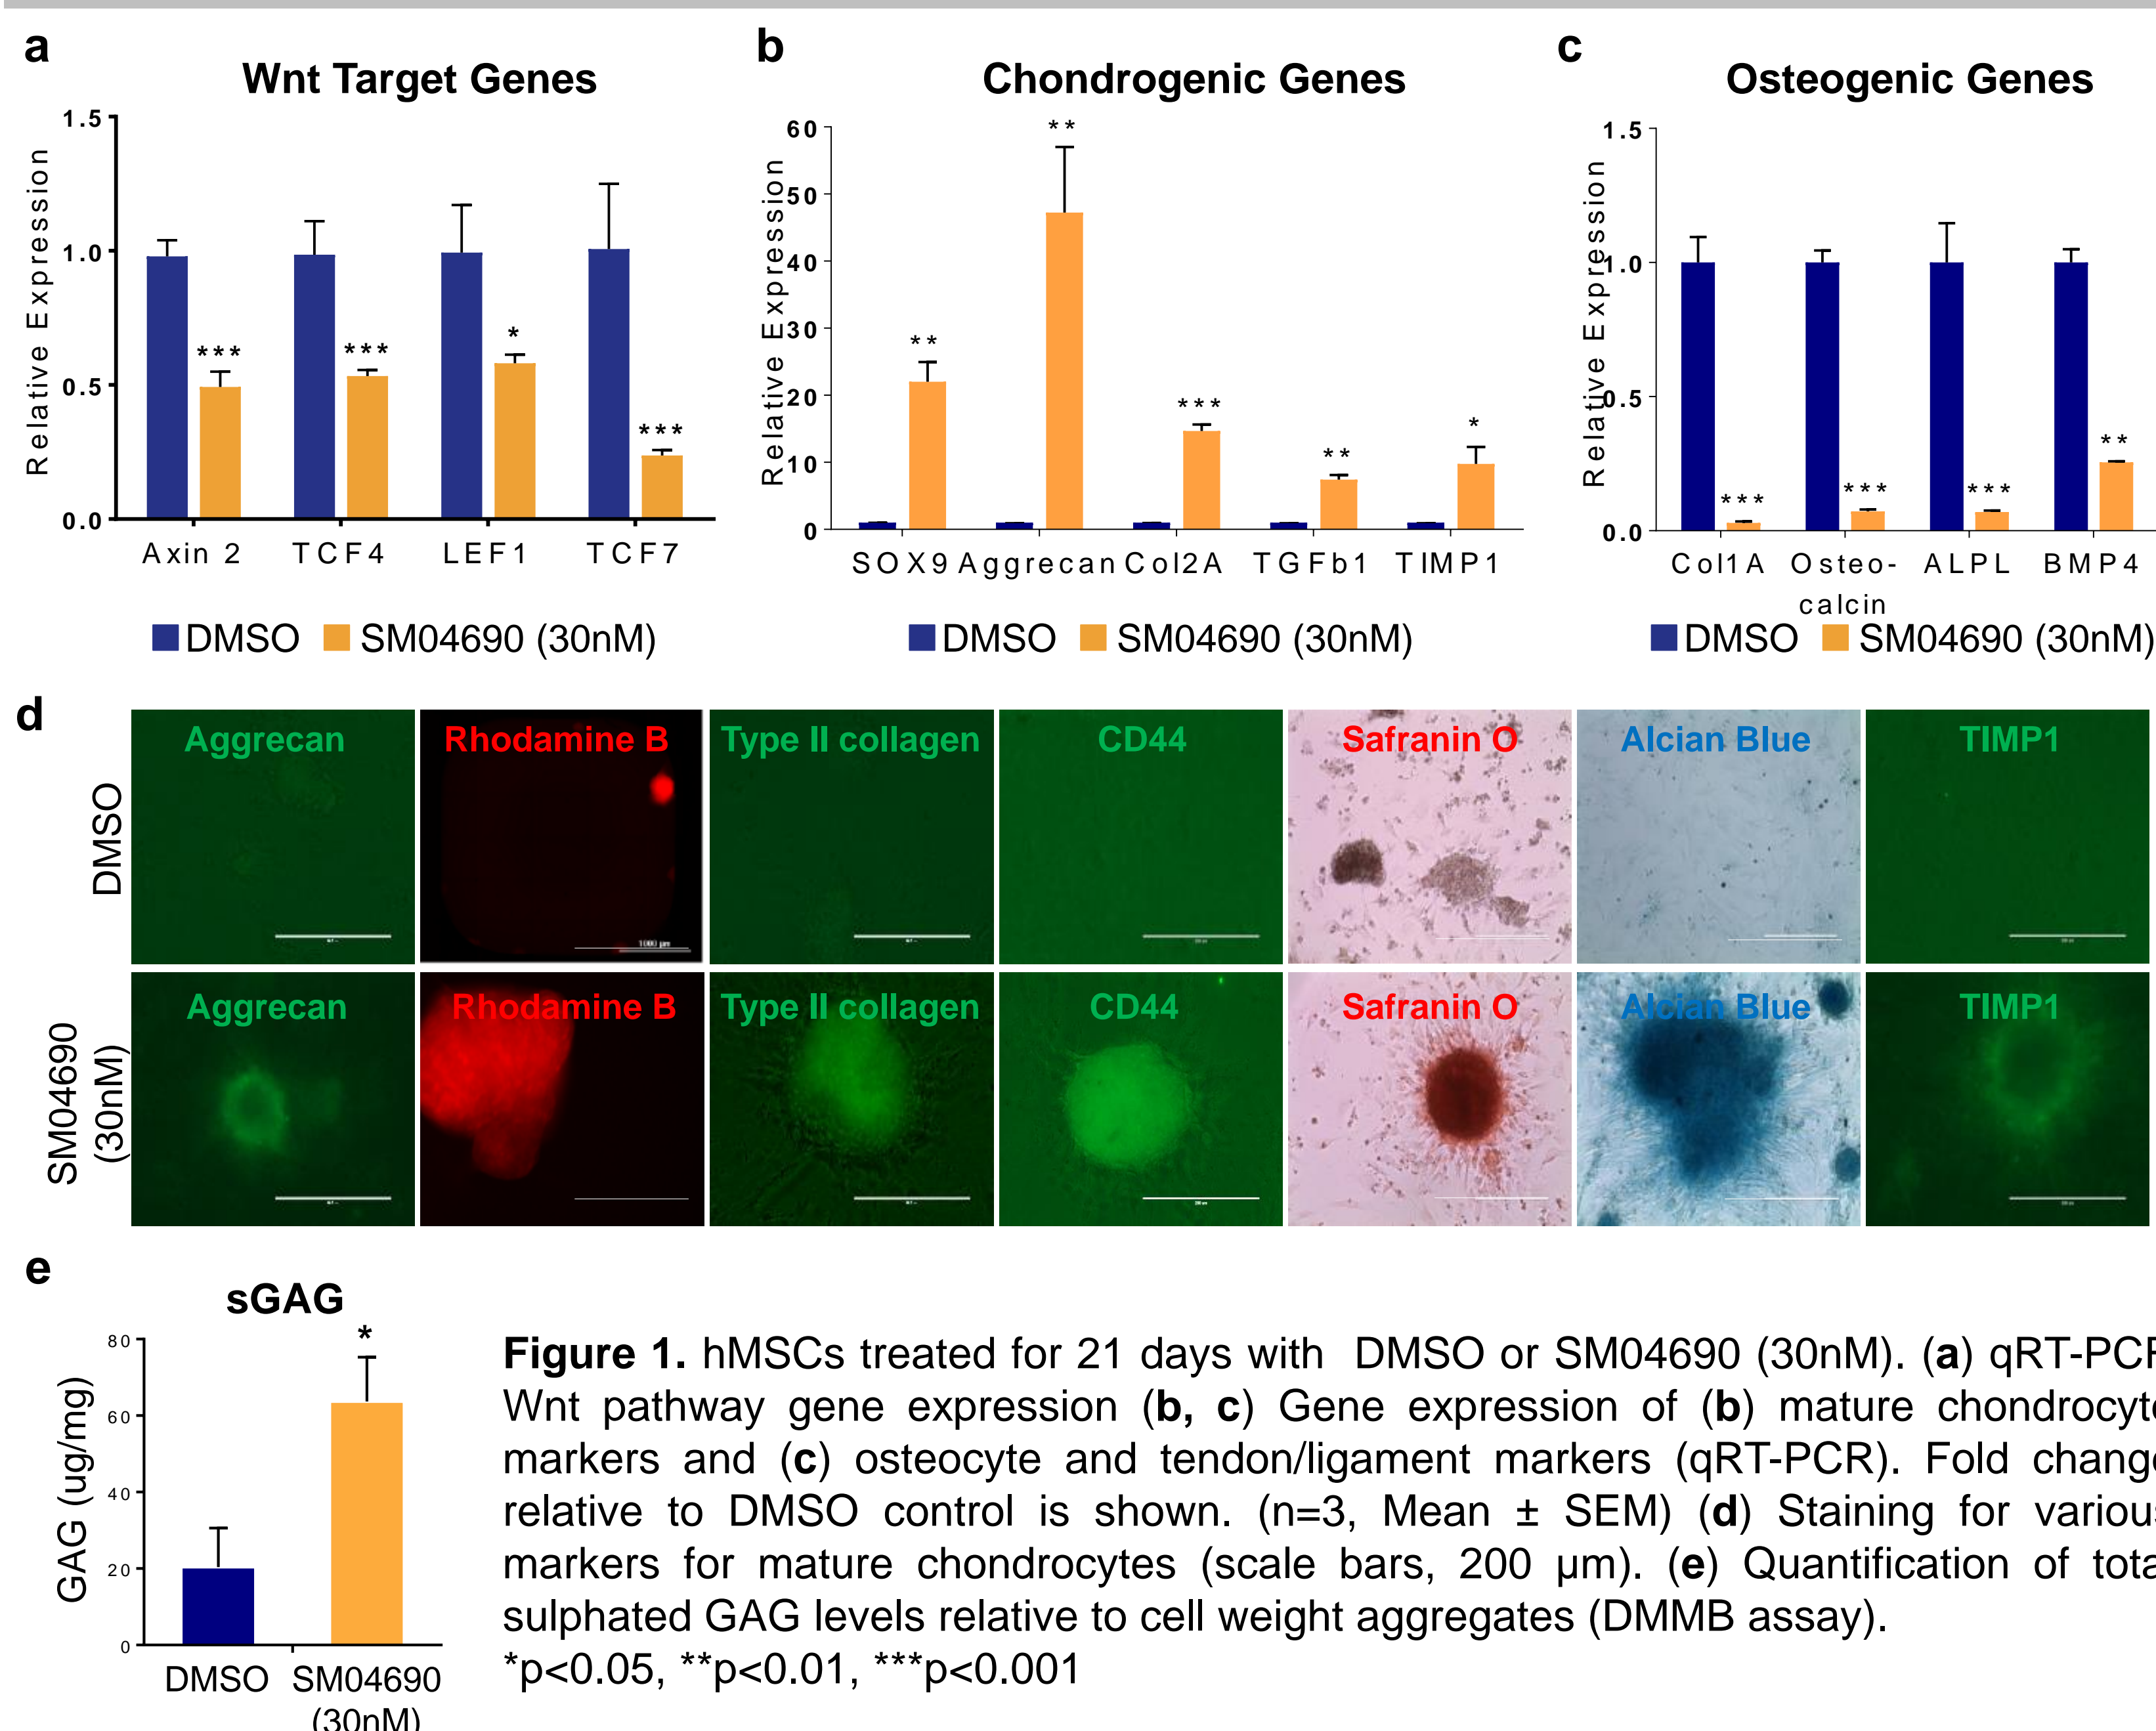 a
Wnt Target Genes
Relative Expression
1.5
1.0
0.5
0.0
***
***
*
***
Axin 2 TCF4 LEF1 TCF7
DMSO SM04690 (30nM)
b
Chondrogenic Genes
Relative Expression
60
50
40
30
20
10
0
**
**
***
**
*
SOX9 Aggrecan Col2A TGFb1 TIMP1
DMSO SM04690 (30nM)
c
Osteogenic Genes
Relative Expression
1.5
1.0
0.5
0.0
***
***
***
**
Col1A Osteo- ALPL BMP4
calcin
DMSO SM04690 (30nM)
d
DMSO
Aggrecan Rhodamine B Type II collagen CD44 Safranin O Alcian Blue TIMP1
1000 µm
SM04690
(30nM)
Aggrecan Rhodamine B Type II collagen CD44 Safranin O Alcian Blue TIMP1
e
sGAG
GAG (ug/mg)
80
60
40
20
0
*
DMSO SM04690
(30nM)
Figure 1. hMSCs treated for 21 days with DMSO or SM04690 (30nM). (a) qRT-PCR
Wnt pathway gene expression (b, c) Gene expression of (b) mature chondrocyte
markers and (c) osteocyte and tendon/ligament markers (qRT-PCR). Fold change
relative to DMSO control is shown. (n=3, Mean ± SEM) (d) Staining for various
markers for mature chondrocytes (scale bars, 200 µm). (e) Quantification of total
sulphated GAG levels relative to cell weight aggregates (DMMB assay).
*p<0.05, **p<0.01, ***p<0.001